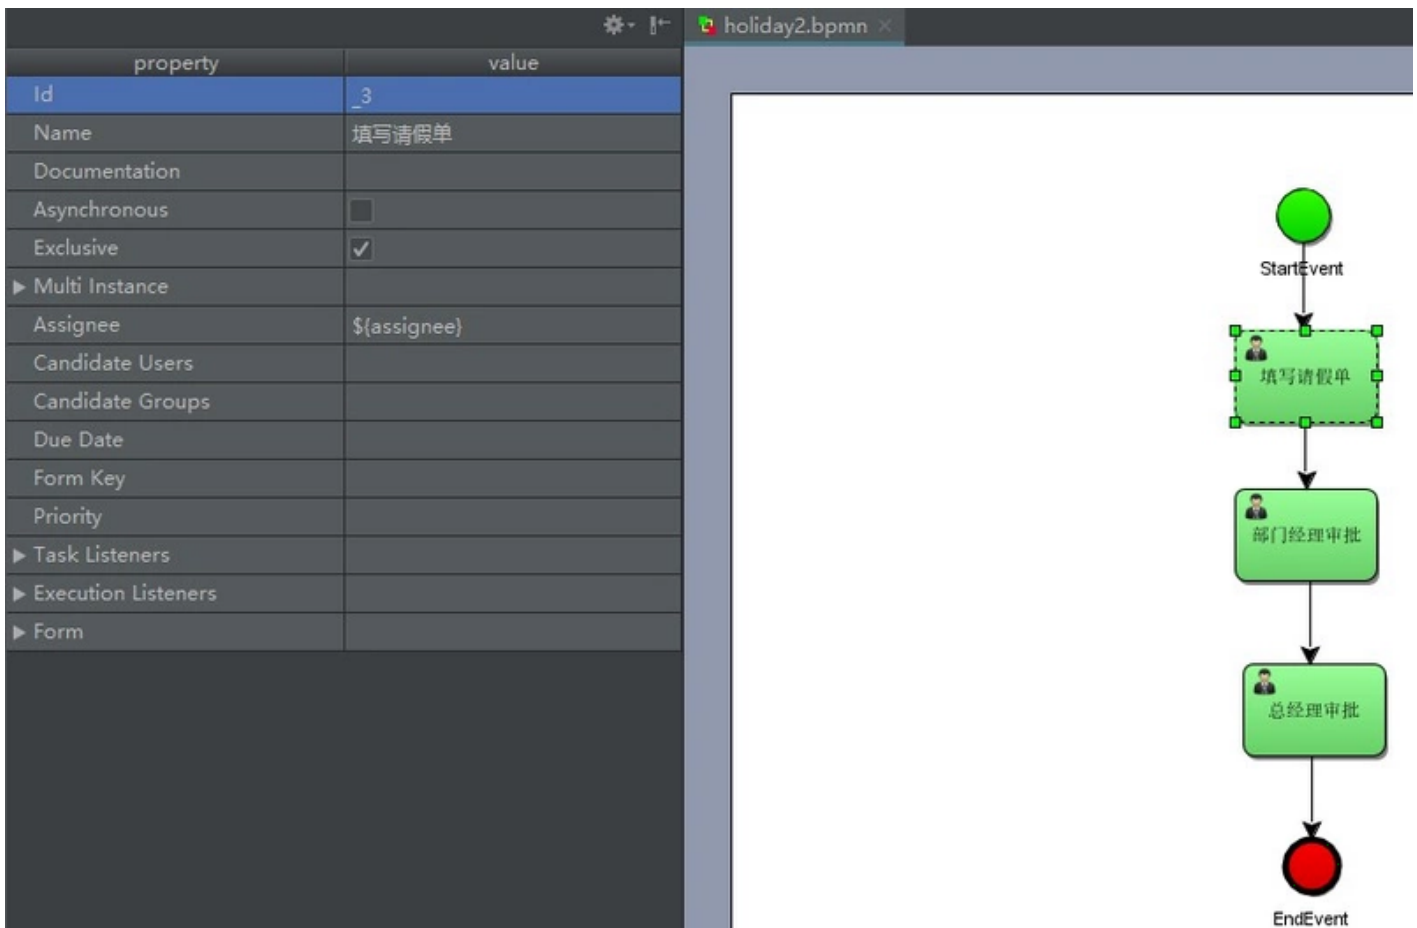 holiday2.bpmn
property value
Id _3
Name 填写请假单
Documentation
Asynchronous
Exclusive
Multi Instance
Assignee ${assignee}
Candidate Users
Candidate Groups
Due Date
Form Key
Priority
Task Listeners
Execution Listeners
Form
StartEvent
填写请假单
部门经理审批
总经理审批
EndEvent